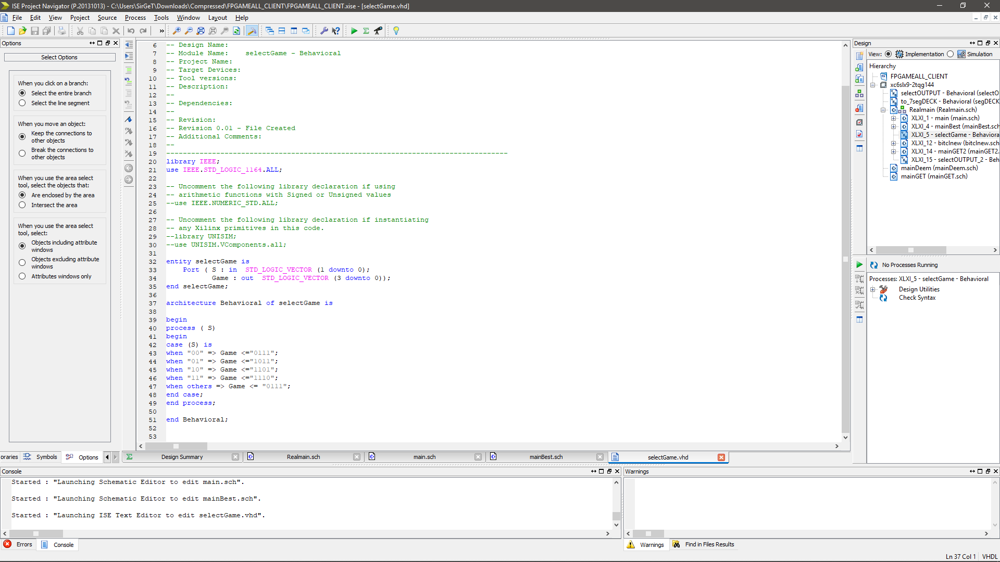 ISE Project Navigator (P.20131013) - C:\Users\SirGeT\Downloads\Compressed\FPGAMEALL_CLIENT\FPGAMEALL_CLIENT.xise - [selectGame.vhd]
File Edit View Project Source Process Tools Window Layout Help
Options
Select Options
When you click on a branch:
Select the entire branch
Select the line segment
When you move an object:
Keep the connections to
other objects
Break the connections to
other objects
When you use the area select
tool, select the objects that:
Are enclosed by the area
Intersect the area
When you use the area select
tool, select:
Objects including attribute
windows
Objects excluding attribute
windows
Attributes windows only
oraries Symbols Options
6 -- Design Name:
7 -- Module Name:    selectGame - Behavioral
8 -- Project Name:
9 -- Target Devices:
10 -- Tool versions:
11 -- Description:
12 --
13 -- Dependencies:
14 --
15 -- Revision:
16 -- Revision 0.01 - File Created
17 -- Additional Comments:
18 --
19 ----------------------------------------------------------------------------------
20 library IEEE;
21 use IEEE.STD_LOGIC_1164.ALL;
22
23 -- Uncomment the following library declaration if using
24 -- arithmetic functions with Signed or Unsigned values
25 --use IEEE.NUMERIC_STD.ALL;
26
27 -- Uncomment the following library declaration if instantiating
28 -- any Xilinx primitives in this code.
29 --library UNISIM;
30 --use UNISIM.VComponents.all;
31
32 entity selectGame is
33     Port ( S : in  STD_LOGIC_VECTOR (1 downto 0);
34            Game : out  STD_LOGIC_VECTOR (3 downto 0));
35 end selectGame;
36
37 architecture Behavioral of selectGame is
38
39 begin
40 process ( S)
41 begin
42 case (S) is
43 when "00" => Game <="0111";
44 when "01" => Game <="1011";
45 when "10" => Game <="1101";
46 when "11" => Game <="1110";
47 when others => Game <= "0111";
48 end case;
49 end process;
50
51 end Behavioral;
52
53
Design Summary Realmain.sch main.sch mainBest.sch selectGame.vhd
Design
View: Implementation Simulation
Hierarchy
FPGAMEALL_CLIENT
xc6slx9-2tqg144
selectOUTPUT - Behavioral (selectO
to_7segDECK - Behavioral (segDECK
Realmain (Realmain.sch)
XLXI_1 - main (main.sch)
XLXI_4 - mainBest (mainBest.sch
XLXI_5 - selectGame - Behaviora
XLXI_12 - bitcInew (bitcInew.sch
XLXI_14 - mainGET2 (mainGET2.
XLXI_15 - selectOUTPUT_2 - Beh
mainDeem (mainDeem.sch)
mainGET (mainGET.sch)
No Processes Running
Processes: XLXI_5 - selectGame - Behavioral
Design Utilities
Check Syntax
Console
Started : "Launching Schematic Editor to edit main.sch".
Started : "Launching Schematic Editor to edit mainBest.sch".
Started : "Launching ISE Text Editor to edit selectGame.vhd".
Errors Console
Warnings
Warnings Find in Files Results
Ln 37 Col 1 VHDL